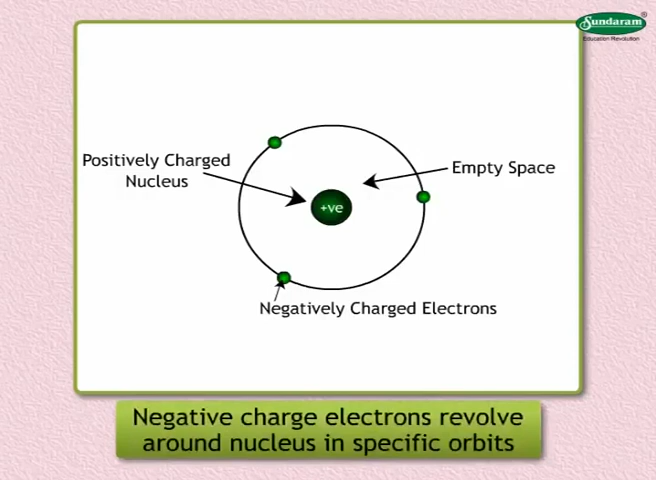 Sundaram
Education Revolution
Positively Charged
Nucleus
Empty Space
+ve
Negatively Charged Electrons
Negative charge electrons revolve
around nucleus in specific orbits